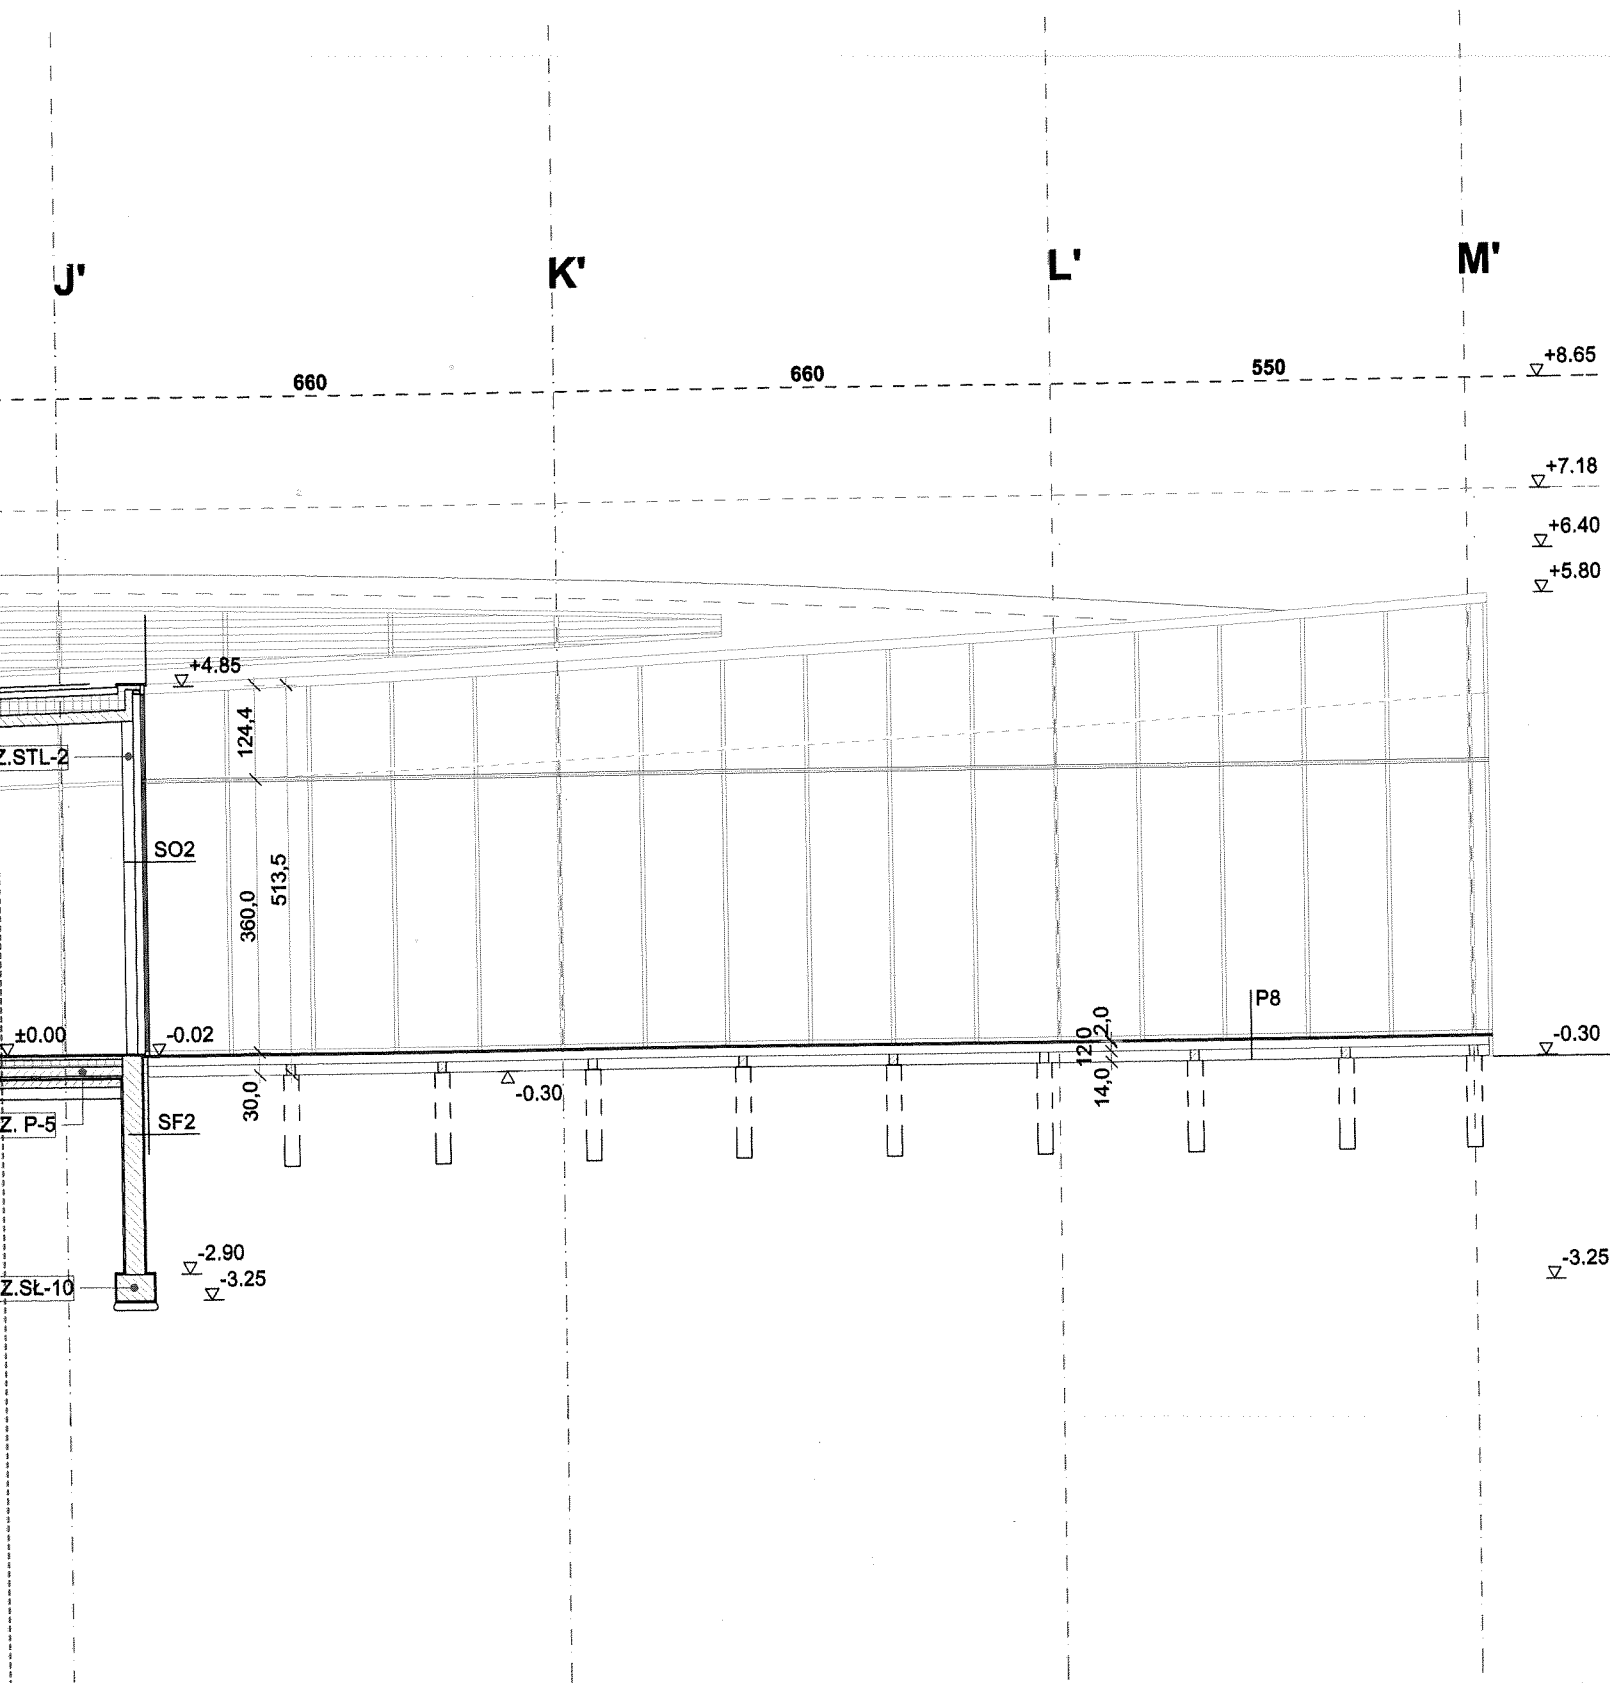 J'
K'
L'
M'
660
660
550
+8.65
+7.18
+6.40
+5.80
+4.85
124,4
Z.STL-2
SO2
360,0
513,5
±0.00
-0.02
P8
2,0
12,0
14,0
-0.30
30,0
-0.30
Z. P-5
SF2
-2.90
-3.25
Z.SŁ-10
-3.25